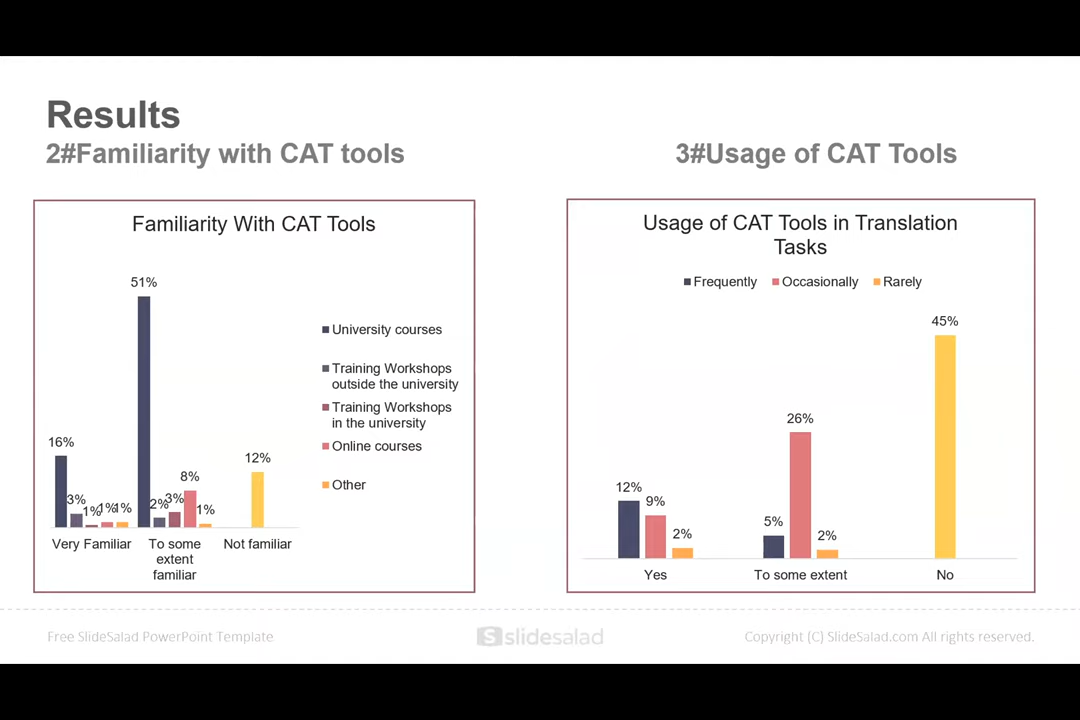 Results
2#Familiarity with CAT tools
3#Usage of CAT Tools
Familiarity With CAT Tools
51%
16%
3%
1%
1%
1%
2%
3%
8%
1%
12%
Very Familiar
To some
extent
familiar
Not familiar
University courses
Training Workshops
outside the university
Training Workshops
in the university
Online courses
Other
Usage of CAT Tools in Translation
Tasks
Frequently
Occasionally
Rarely
12%
9%
2%
5%
26%
2%
45%
Yes
To some extent
No
Free SlideSalad PowerPoint Template
S slidesalad
Copyright (C) SlideSalad.com All rights reserved.